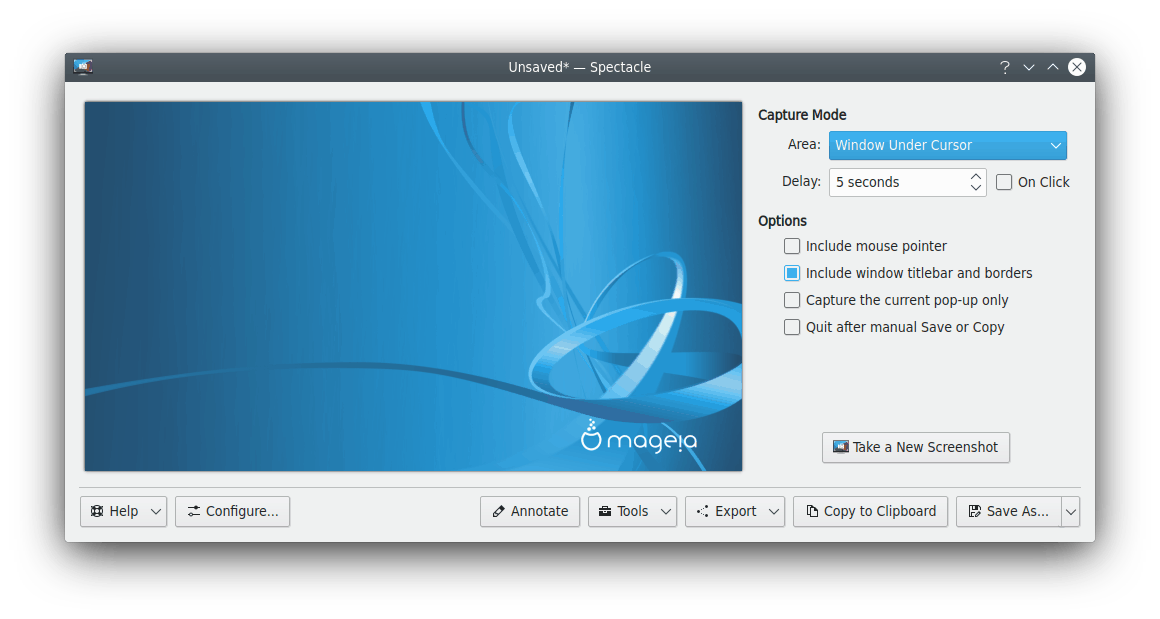 Unsaved* — Spectacle
?
Capture Mode
Area: Window Under Cursor
Delay: 5 seconds On Click
Options
Include mouse pointer
Include window titlebar and borders
Capture the current pop-up only
Quit after manual Save or Copy
mageia
Take a New Screenshot
Help Configure... Annotate Tools Export Copy to Clipboard Save As...